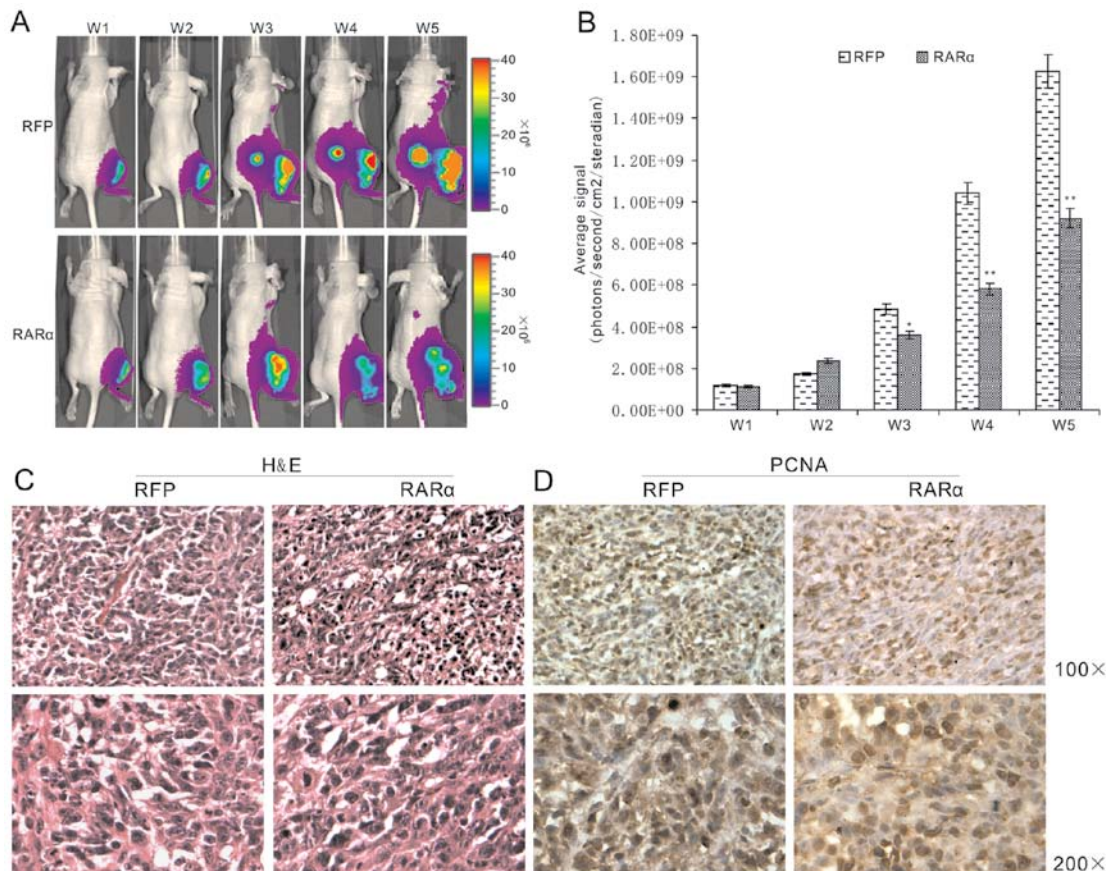 A
W1 W2 W3 W4 W5
RFP
40
30
20
10
0
RARα
40
30
20
10
0
B
1.80E+09
1.60E+09
1.40E+09
1.20E+09
1.00E+09
8.00E+08
6.00E+08
4.00E+08
2.00E+08
0.00E+00
Average signal
(photons/second/cm2/steradian)
RFP RARα
*
**
**
W1 W2 W3 W4 W5
C
H&E
RFP RARα
D
PCNA
RFP RARα
100×
200×